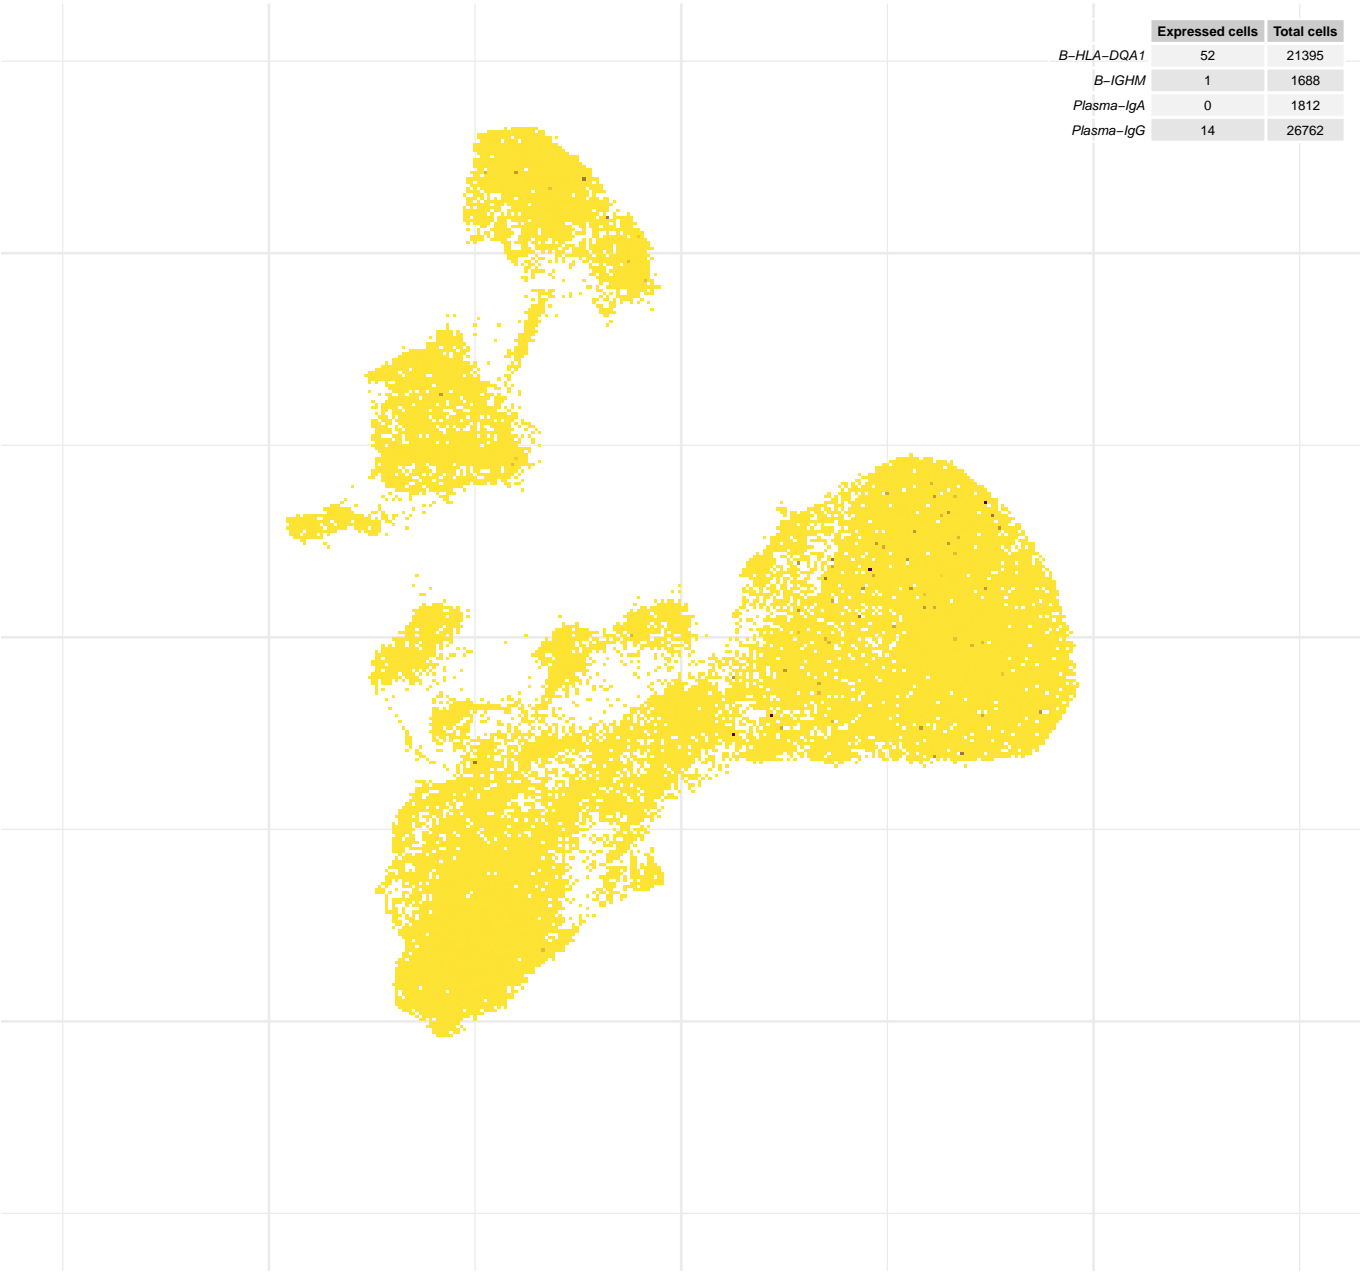 Expressed cells Total cells
B−HLA−DQA1 52 21395
B−IGHM 1 1688
Plasma−IgA 0 1812
Plasma−IgG 14 26762